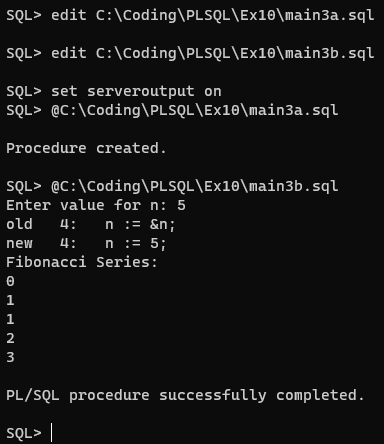 SQL> edit C:\Coding\PLSQL\Ex10\main3a.sql
SQL> edit C:\Coding\PLSQL\Ex10\main3b.sql
SQL> set serveroutput on
SQL> @C:\Coding\PLSQL\Ex10\main3a.sql
Procedure created.
SQL> @C:\Coding\PLSQL\Ex10\main3b.sql
Enter value for n: 5
old   4:   n := &n;
new   4:   n := 5;
Fibonacci Series:
0
1
1
2
3
PL/SQL procedure successfully completed.
SQL>